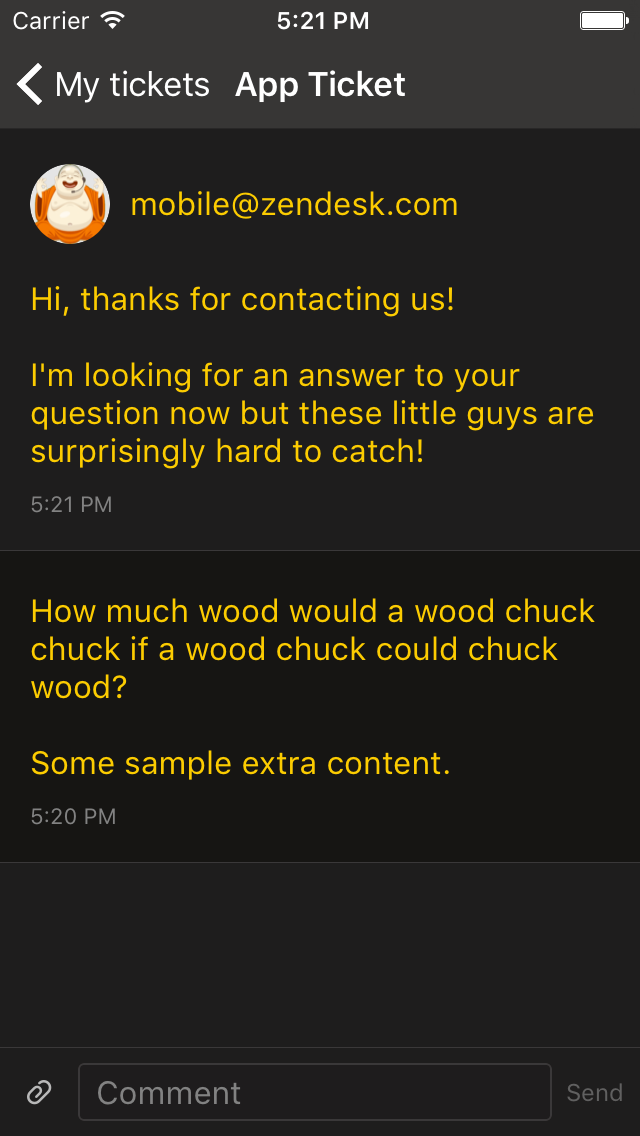 Carrier 5:21 PM
My tickets App Ticket
mobile@zendesk.com
Hi, thanks for contacting us!
I'm looking for an answer to your
question now but these little guys are
surprisingly hard to catch!
5:21 PM
How much wood would a wood chuck
chuck if a wood chuck could chuck
wood?
Some sample extra content.
5:20 PM
Comment Send